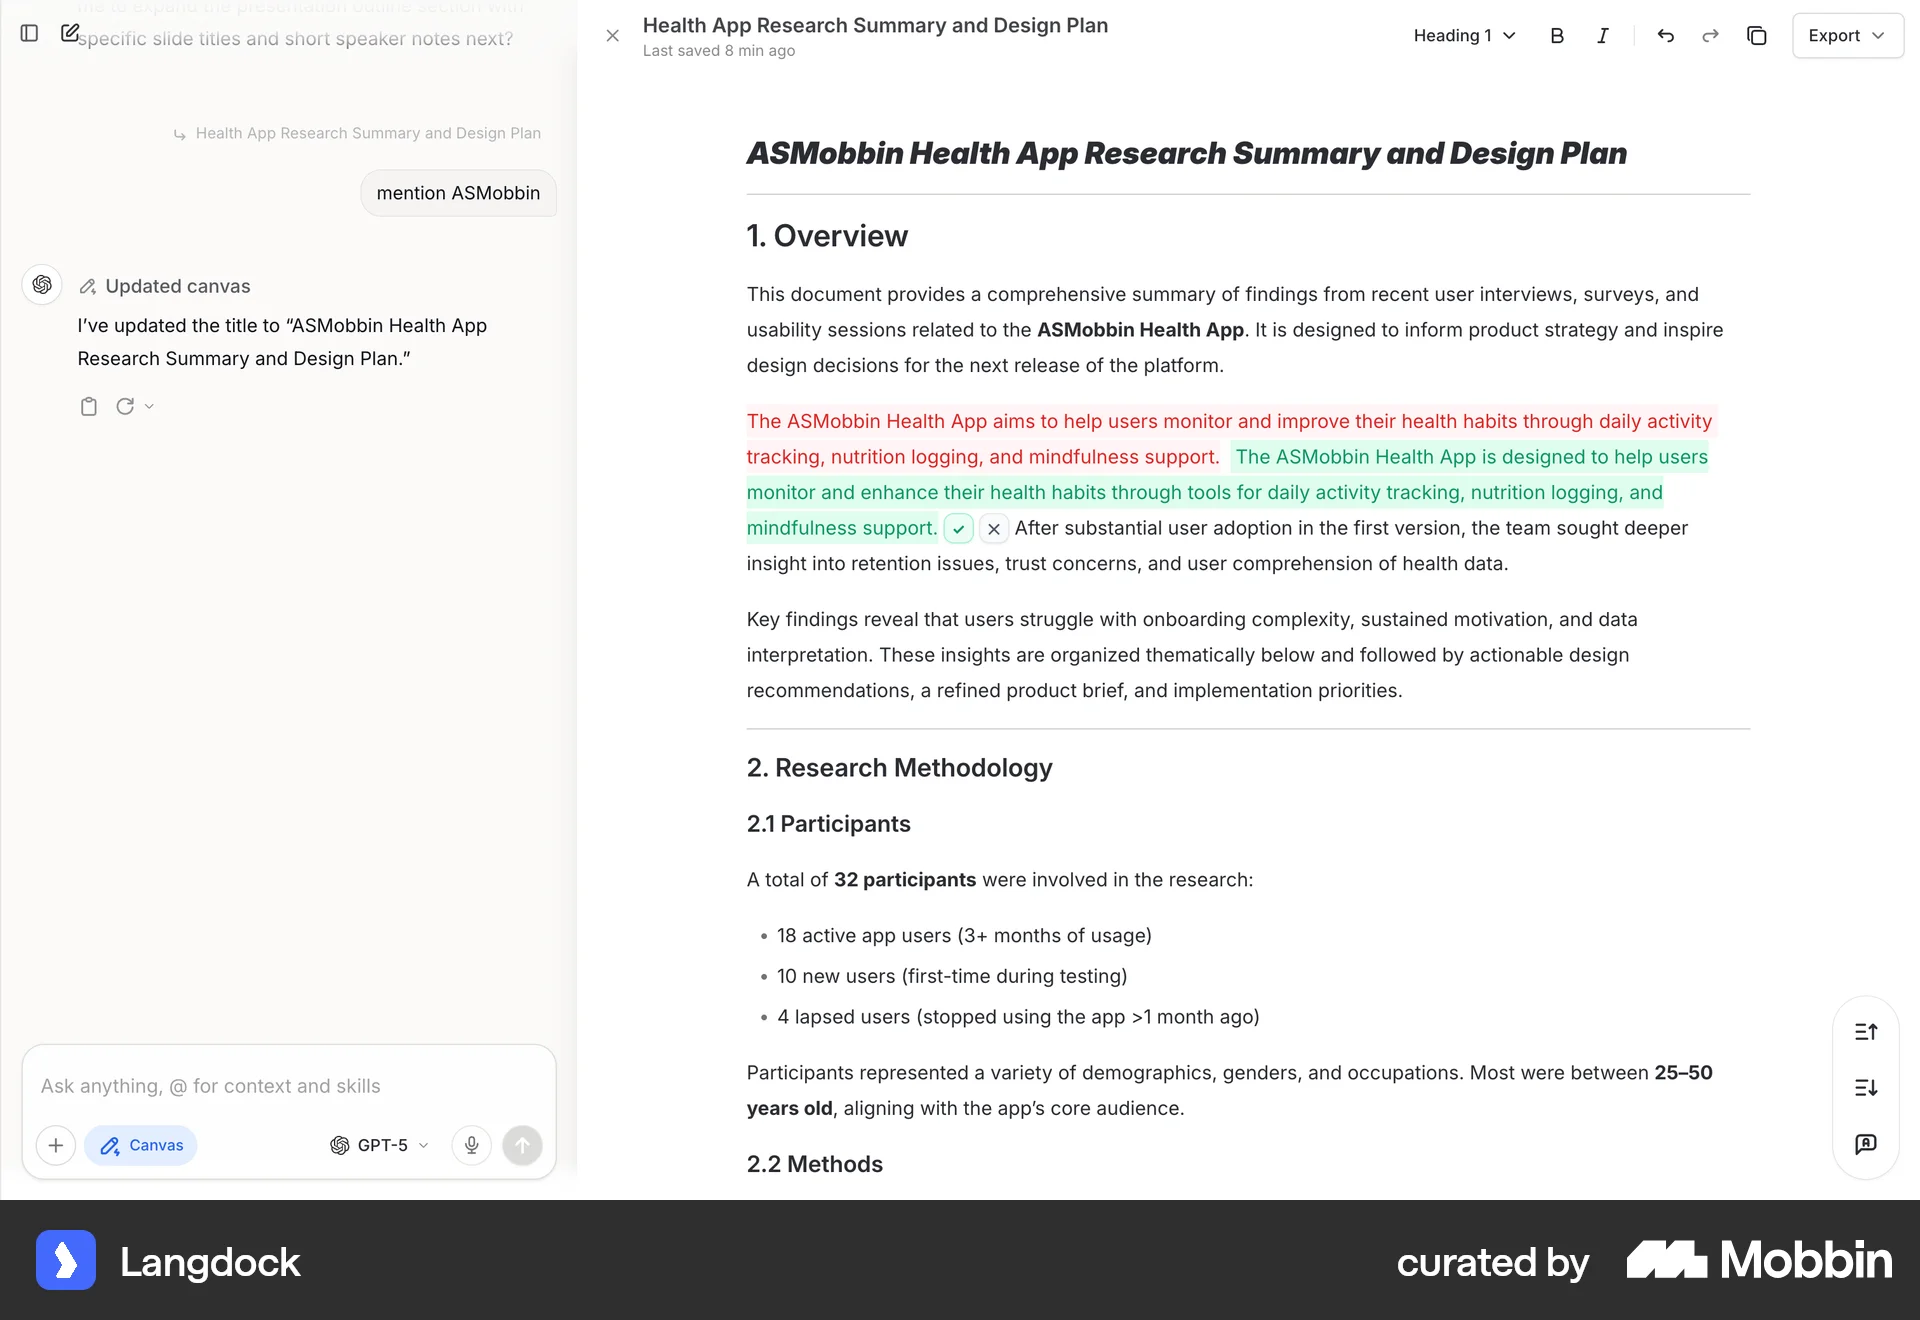 me to expand the presentation outline section with
specific slide titles and short speaker notes next?
Health App Research Summary and Design Plan
mention ASMobbin
Updated canvas
I’ve updated the title to “ASMobbin Health App
Research Summary and Design Plan.”
Ask anything, @ for context and skills
Canvas
GPT-5
Health App Research Summary and Design Plan
Last saved 8 min ago
Heading 1
B
I
Export
ASMobbin Health App Research Summary and Design Plan
1. Overview
This document provides a comprehensive summary of findings from recent user interviews, surveys, and
usability sessions related to the ASMobbin Health App. It is designed to inform product strategy and inspire
design decisions for the next release of the platform.
The ASMobbin Health App aims to help users monitor and improve their health habits through daily activity
tracking, nutrition logging, and mindfulness support. The ASMobbin Health App is designed to help users
monitor and enhance their health habits through tools for daily activity tracking, nutrition logging, and
mindfulness support. After substantial user adoption in the first version, the team sought deeper
insight into retention issues, trust concerns, and user comprehension of health data.
Key findings reveal that users struggle with onboarding complexity, sustained motivation, and data
interpretation. These insights are organized thematically below and followed by actionable design
recommendations, a refined product brief, and implementation priorities.
2. Research Methodology
2.1 Participants
A total of 32 participants were involved in the research:
• 18 active app users (3+ months of usage)
• 10 new users (first-time during testing)
• 4 lapsed users (stopped using the app >1 month ago)
Participants represented a variety of demographics, genders, and occupations. Most were between 25–50
years old, aligning with the app’s core audience.
2.2 Methods
Langdock
curated by Mobbin